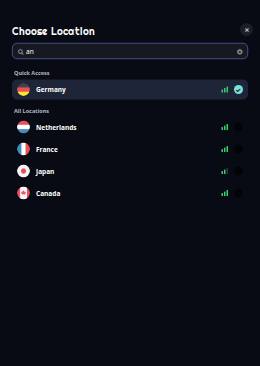 Choose Location
an
Quick Access
Germany
All Locations
Netherlands
France
Japan
Canada